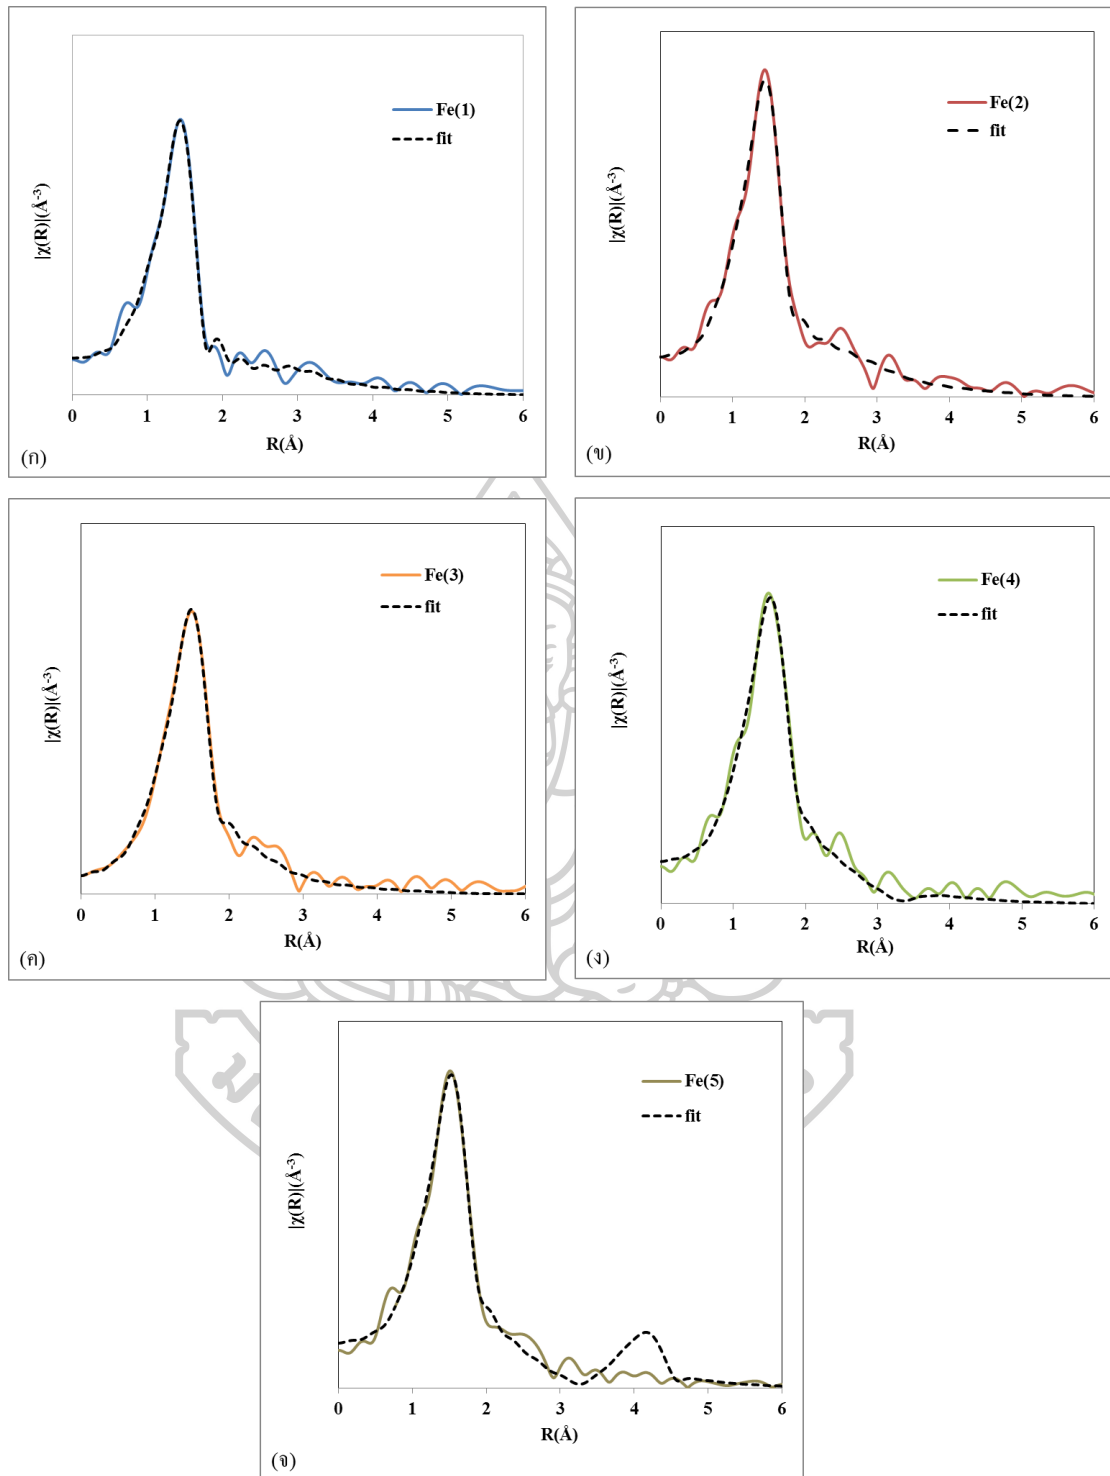 Fe(1)
fit
|χ(R)|(Å⁻³)
0 1 2 3 4 5 6
R(Å)
(ก)
Fe(2)
fit
|χ(R)|(Å⁻³)
0 1 2 3 4 5 6
R(Å)
(ข)
Fe(3)
fit
|χ(R)|(Å⁻³)
0 1 2 3 4 5 6
R(Å)
(ค)
Fe(4)
fit
|χ(R)|(Å⁻³)
0 1 2 3 4 5 6
R(Å)
(ง)
Fe(5)
fit
|χ(R)|(Å⁻³)
0 1 2 3 4 5 6
R(Å)
(จ)